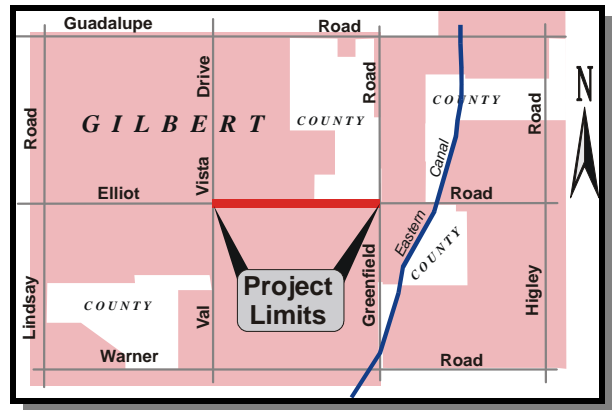 Guadalupe Road
Road
Drive
Road
Road
N
GILBERT
COUNTY
COUNTY
Canal
Elliot
Vista
Road
Eastern
COUNTY
Project
Limits
Lindsay
COUNTY
Val
Greenfield
Higley
Warner
Road